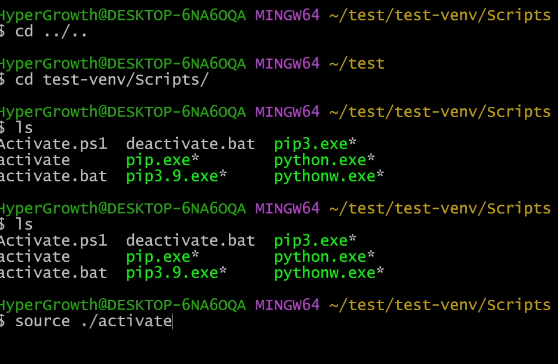 HyperGrowth@DESKTOP-6NA6OQA MINGW64 ~/test/test-venv/Scripts
$ cd ../..
HyperGrowth@DESKTOP-6NA6OQA MINGW64 ~/test
$ cd test-venv/Scripts/
HyperGrowth@DESKTOP-6NA6OQA MINGW64 ~/test/test-venv/Scripts
$ ls
Activate.ps1  deactivate.bat  pip3.exe*
activate      pip.exe*        python.exe*
activate.bat  pip3.9.exe*     pythonw.exe*
HyperGrowth@DESKTOP-6NA6OQA MINGW64 ~/test/test-venv/Scripts
$ ls
Activate.ps1  deactivate.bat  pip3.exe*
activate      pip.exe*        python.exe*
activate.bat  pip3.9.exe*     pythonw.exe*
HyperGrowth@DESKTOP-6NA6OQA MINGW64 ~/test/test-venv/Scripts
$ source ./activate